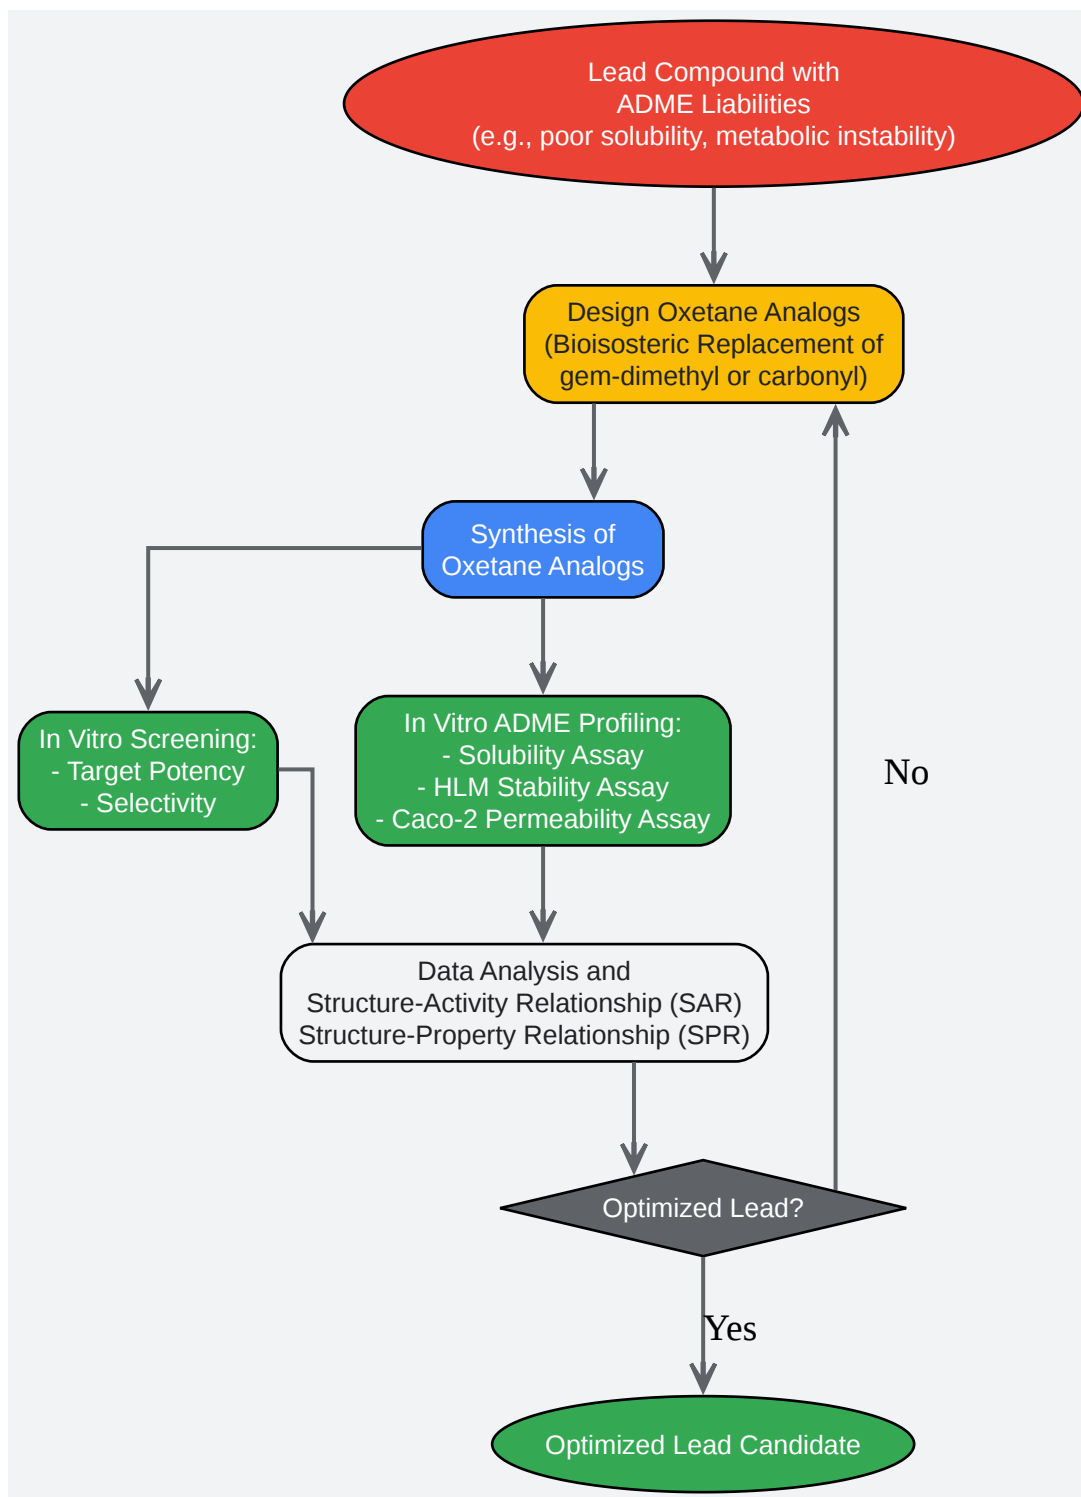 Lead Compound with
ADME Liabilities
(e.g., poor solubility, metabolic instability)
Design Oxetane Analogs
(Bioisosteric Replacement of
gem-dimethyl or carbonyl)
Synthesis of
Oxetane Analogs
In Vitro Screening:
- Target Potency
- Selectivity
In Vitro ADME Profiling:
- Solubility Assay
- HLM Stability Assay
- Caco-2 Permeability Assay
No
Data Analysis and
Structure-Activity Relationship (SAR)
Structure-Property Relationship (SPR)
Optimized Lead?
Yes
Optimized Lead Candidate